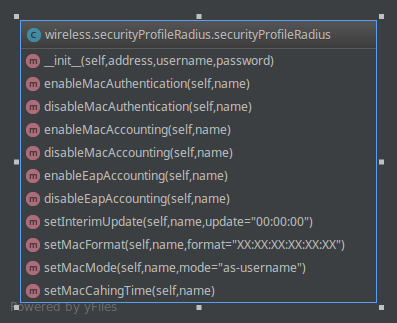 C wireless.securityProfileRadius.securityProfileRadius
m __init__(self,address,username,password)
m enableMacAuthentication(self,name)
m disableMacAuthentication(self,name)
m enableMacAccounting(self,name)
m disableMacAccounting(self,name)
m enableEapAccounting(self,name)
m disableEapAccounting(self,name)
m setInterimUpdate(self,name,update="00:00:00")
m setMacFormat(self,name,format="XX:XX:XX:XX:XX:XX")
m setMacMode(self,name,mode="as-username")
m setMacCahingTime(self,name)
Powered by yFiles